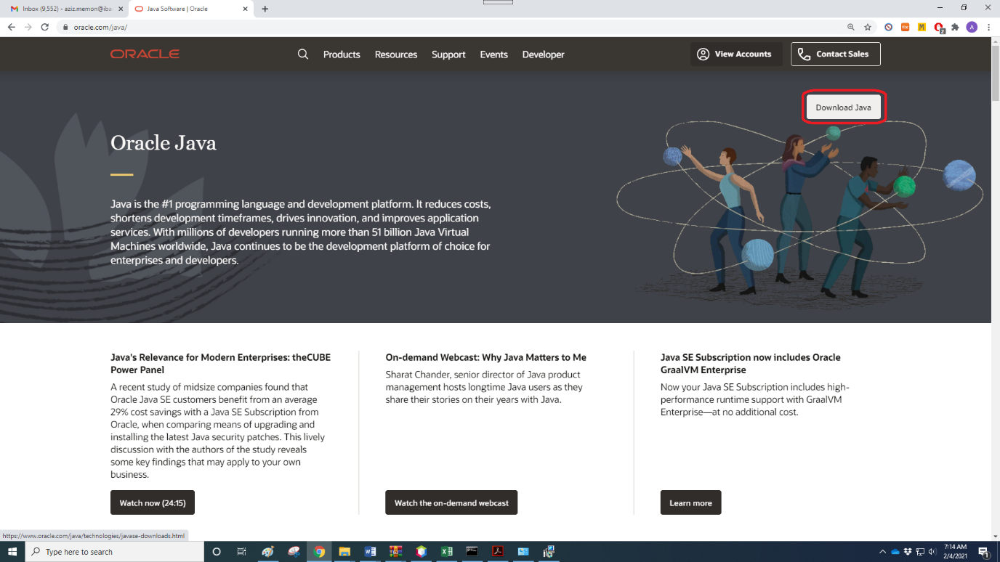 Inbox (9,552) - aziz.memon@iba
Java Software | Oracle
oracle.com/java/
2
A
ORACLE
Products
Resources
Support
Events
Developer
View Accounts
Contact Sales
Download Java
Oracle Java
Java is the #1 programming language and development platform. It reduces costs,
shortens development timeframes, drives innovation, and improves application
services. With millions of developers running more than 51 billion Java Virtual
Machines worldwide, Java continues to be the development platform of choice for
enterprises and developers.
Java's Relevance for Modern Enterprises: theCUBE
Power Panel
A recent study of midsize companies found that
Oracle Java SE customers benefit from an average
29% cost savings with a Java SE Subscription from
Oracle, when comparing means of upgrading and
installing the latest Java security patches. This lively
discussion with the authors of the study reveals
some key findings that may apply to your own
business.
Watch now (24:15)
On-demand Webcast: Why Java Matters to Me
Sharat Chander, senior director of Java product
management hosts longtime Java users as they
share their stories on their years with Java.
Watch the on-demand webcast
Java SE Subscription now includes Oracle
GraalVM Enterprise
Now your Java SE Subscription includes high-
performance runtime support with GraalVM
Enterprise—at no additional cost.
Learn more
https://www.oracle.com/java/technologies/javase-downloads.html
Type here to search
7:14 AM
2/4/2021
1